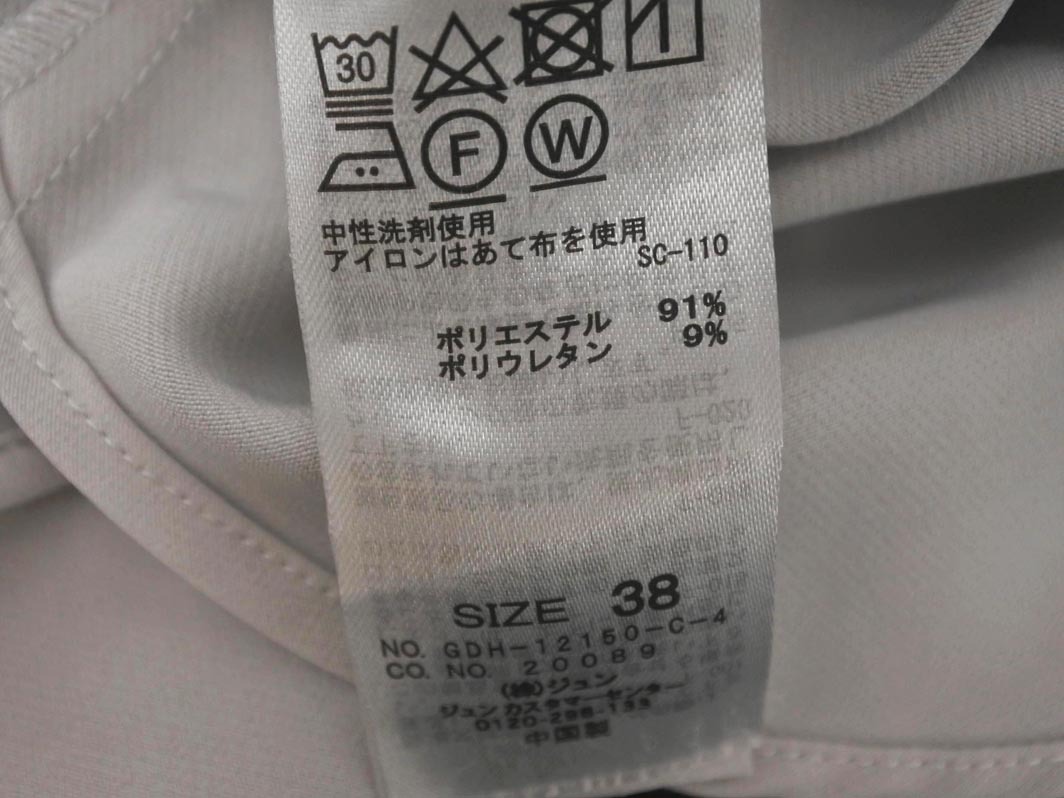 30
F W
中性洗剤使用
アイロンはあて布を使用
SC-110
ポリエステル 91%
ポリウレタン 9%
SIZE 38
NO. GDH-12150-C-4
CO. NO. 20089
(株)ジュン
ジュンカスタマーセンター
0120-298-133
中国製